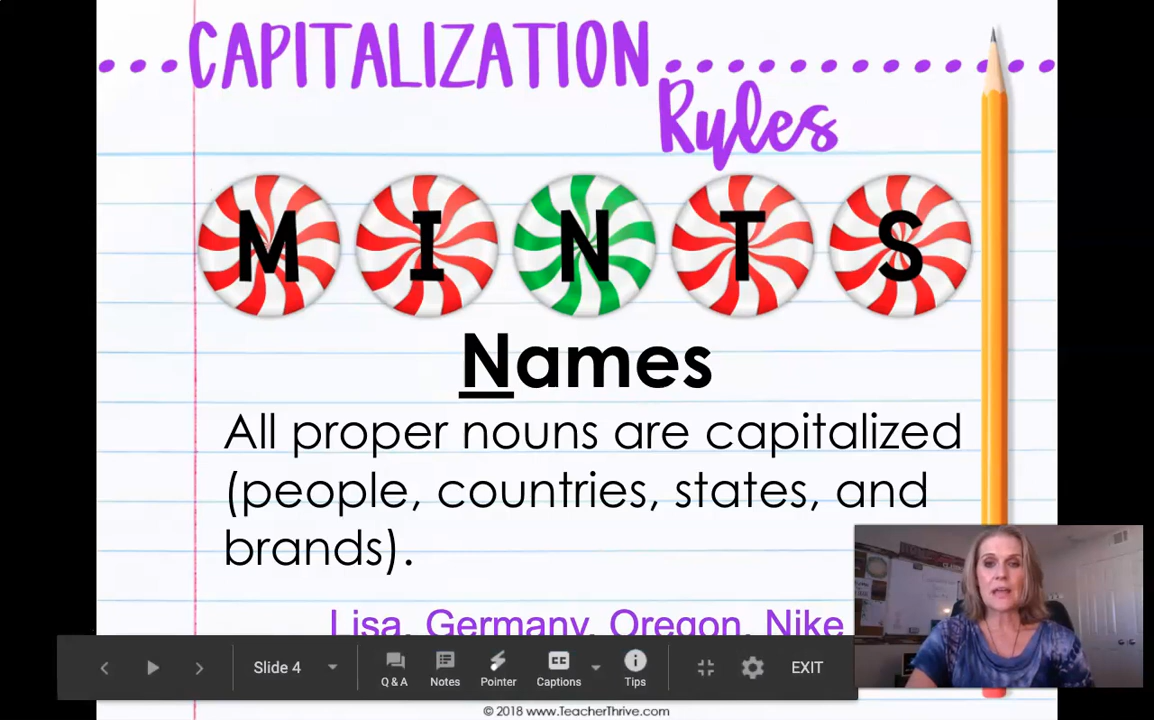 CAPITALIZATION
Rules
M I N T S
Names
All proper nouns are capitalized
(people, countries, states, and
brands).
Lisa, Germany, Oregon, Nike
Slide 4
Q & A
Notes
Pointer
CC
Captions
Tips
EXIT
© 2018 www.TeacherThrive.com